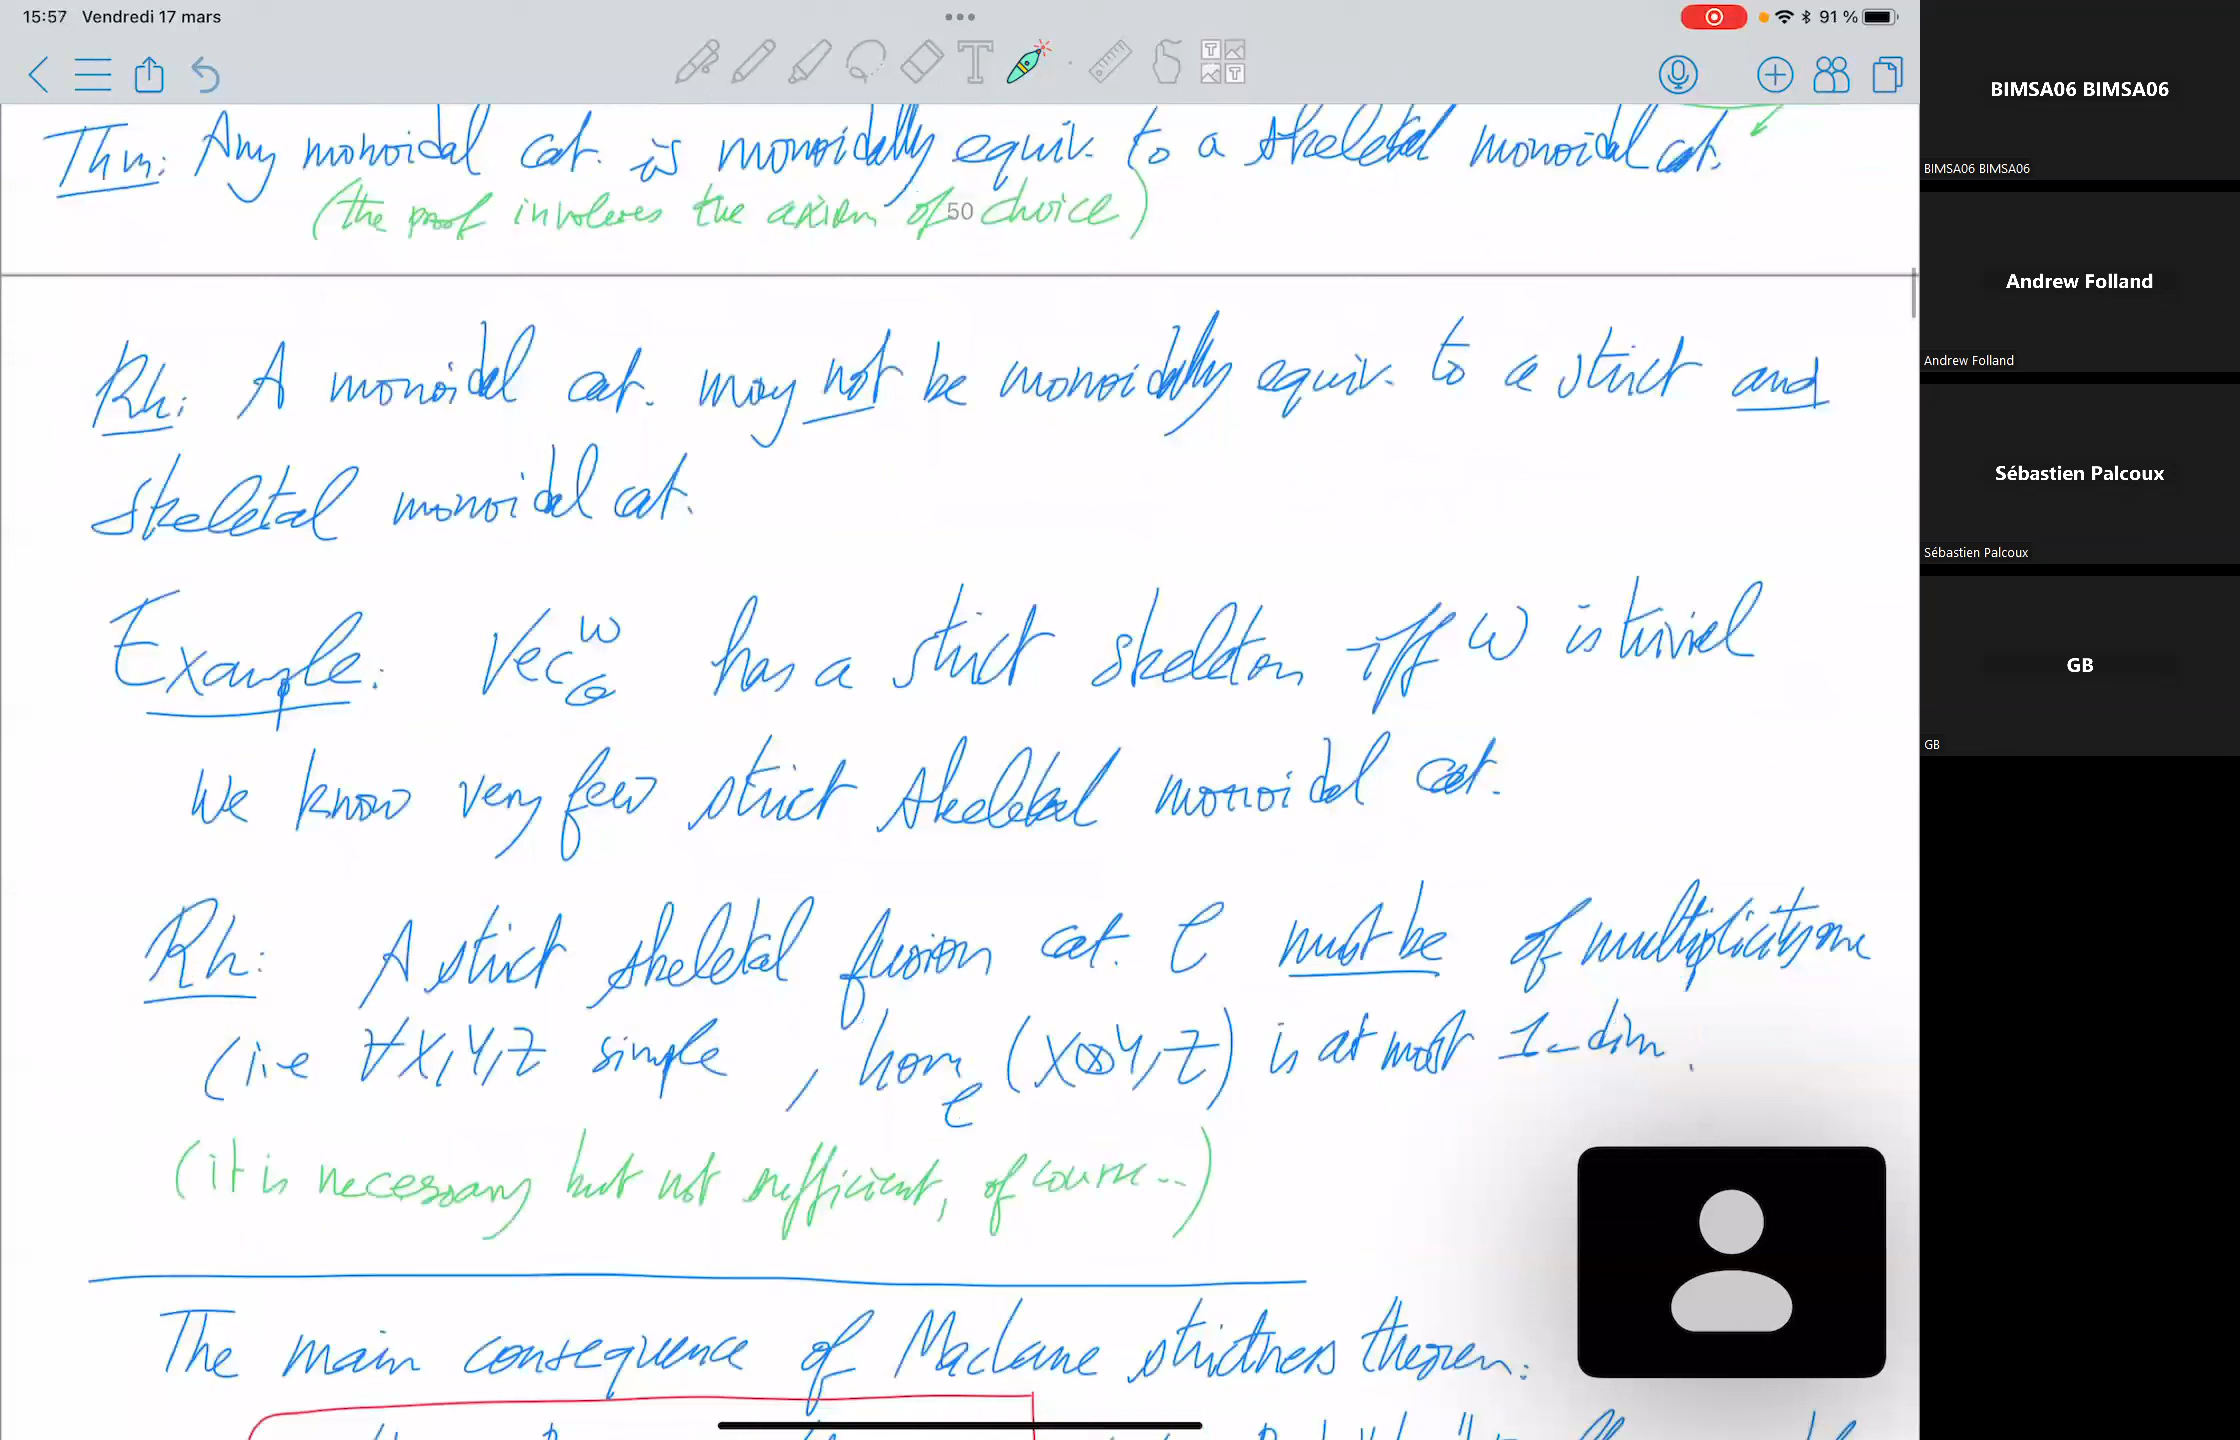 15:57 Vendredi 17 mars
91 %
Thm: Any monoidal cat. is monoidally equiv. to a skeletal monoidal cat.
(the proof involves the axiom of choice)
50
Rk: A monoidal cat. may not be monoidally equiv. to a strict and
skeletal monoidal cat.
Example: Vec_G^ω has a strict skeleton iff ω is trivial
We know very few strict skeletal monoidal cat.
Rk: A strict skeletal fusion cat. C must be of multiplicity one
(i.e ∀X,Y,Z simple, hom_C (X⊗Y,Z) is at most 1-dim.
(it is necessary but not sufficient, of course..)
The main consequence of Maclane strictness theorem:
BIMSA06 BIMSA06
BIMSA06 BIMSA06
Andrew Folland
Andrew Folland
Sébastien Palcoux
Sébastien Palcoux
GB
GB